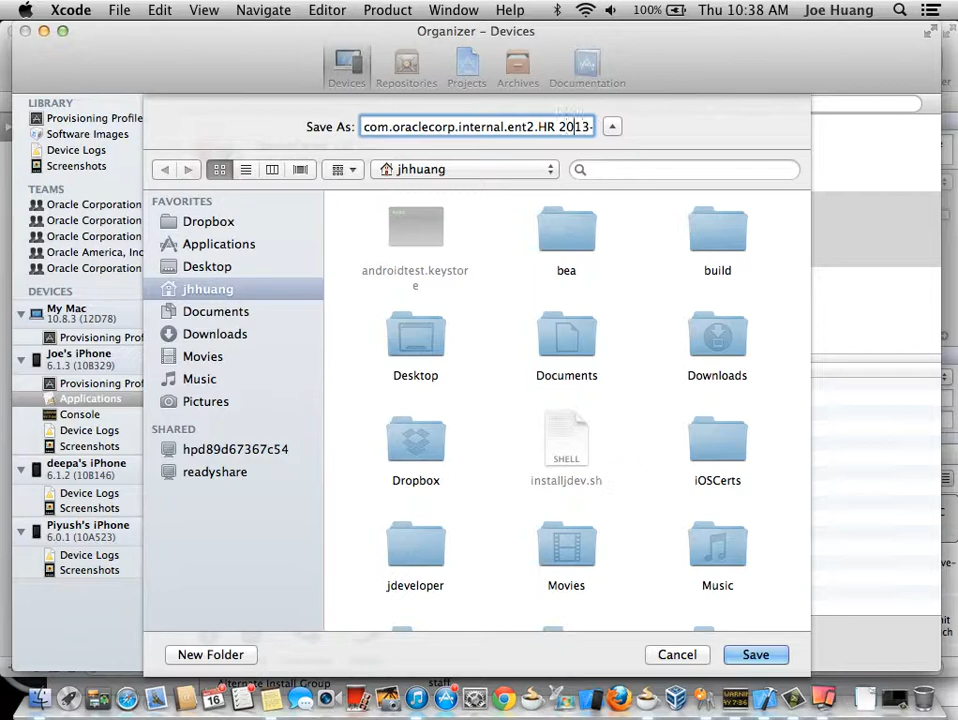 Xcode File Edit View Navigate Editor Product Window Help 100% Thu 10:38 AM Joe Huang
Organizer – Devices
Devices Repositories Projects Archives Documentation
LIBRARY
Provisioning Profile
Software Images
Device Logs
Screenshots
TEAMS
Oracle Corporation
Oracle Corporation
Oracle Corporation
Oracle America, Inc
Oracle Corporation
DEVICES
My Mac
10.8.3 (12D78)
Provisioning Prof
Joe's iPhone
6.1.3 (10B329)
Provisioning Prof
Applications
Console
Device Logs
Screenshots
deepa's iPhone
6.1.2 (10B146)
Device Logs
Screenshots
Piyush's iPhone
6.0.1 (10A523)
Device Logs
Screenshots
Save As: com.oraclecorp.internal.ent2.HR 2013-
jhhuang
FAVORITES
Dropbox
Applications
Desktop
jhhuang
Documents
Downloads
Movies
Music
Pictures
SHARED
hpd89d67367c54
readyshare
androidtest.keystor
e
bea
build
Desktop
Documents
Downloads
Dropbox
SHELL
installjdev.sh
iOSCerts
jdeveloper
Movies
Music
New Folder Cancel Save
Alternate Install Group staff